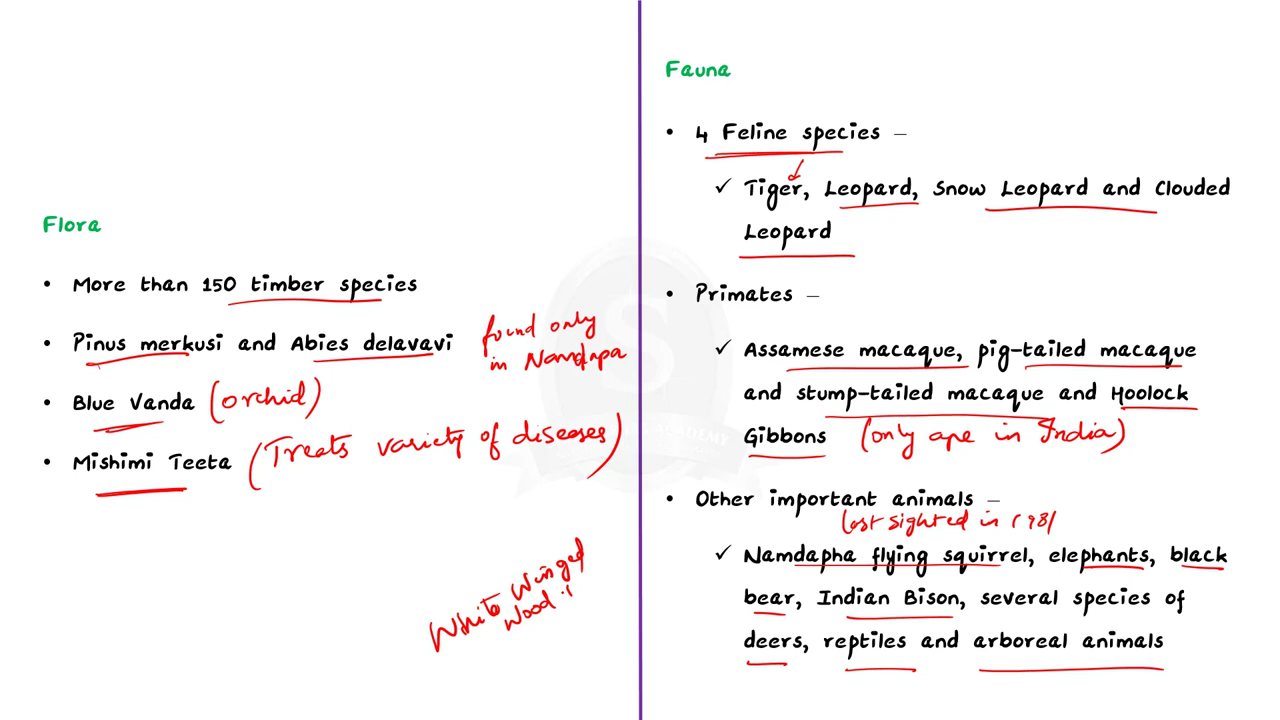 Flora
• More than 150 timber species
• Pinus merkusi and Abies delavavi
found only
in Namdapa
• Blue Vanda (orchid)
• Mishimi Teeta (Treats variety of diseases)
White Winged
Wood
Fauna
• 4 Feline species –
✓ Tiger, Leopard, Snow Leopard and Clouded
Leopard
• Primates –
✓ Assamese macaque, pig-tailed macaque
and stump-tailed macaque and Hoolock
Gibbons (only ape in India)
• Other important animals –
last sighted in 1981
✓ Namdapha flying squirrel, elephants, black
bear, Indian Bison, several species of
deers, reptiles and arboreal animals